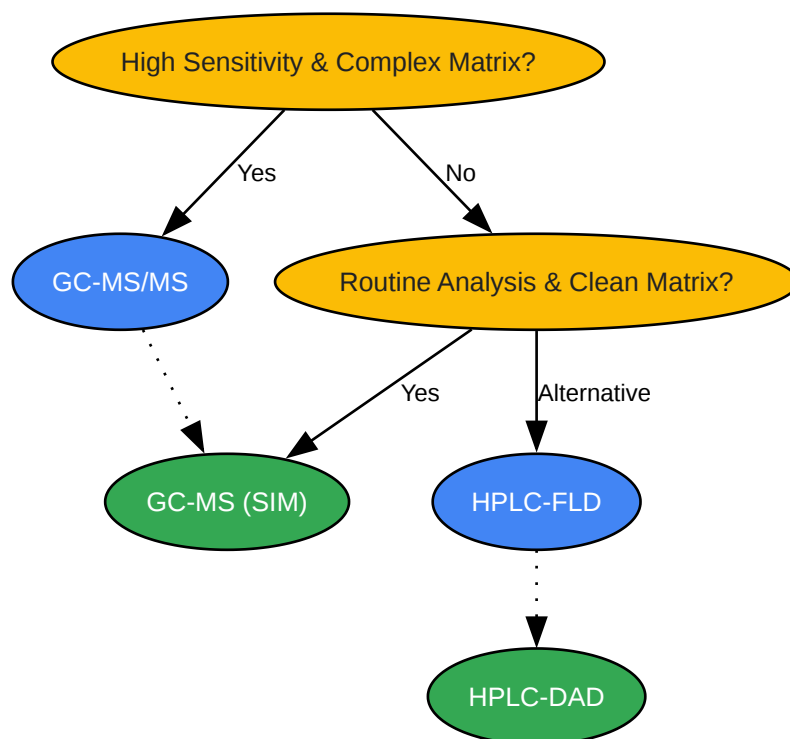 High Sensitivity & Complex Matrix?
Yes
No
GC-MS/MS
Routine Analysis & Clean Matrix?
Yes
Alternative
GC-MS (SIM)
HPLC-FLD
HPLC-DAD